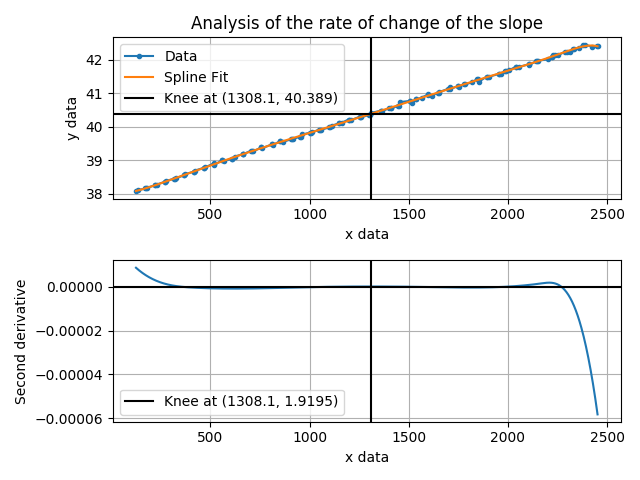 Analysis of the rate of change of the slope
42
41
40
39
38
y data
Data
Spline Fit
Knee at (1308.1, 40.389)
500
1000
1500
2000
2500
x data
0.00000
−0.00002
−0.00004
−0.00006
Second derivative
Knee at (1308.1, 1.9195)
500
1000
1500
2000
2500
x data